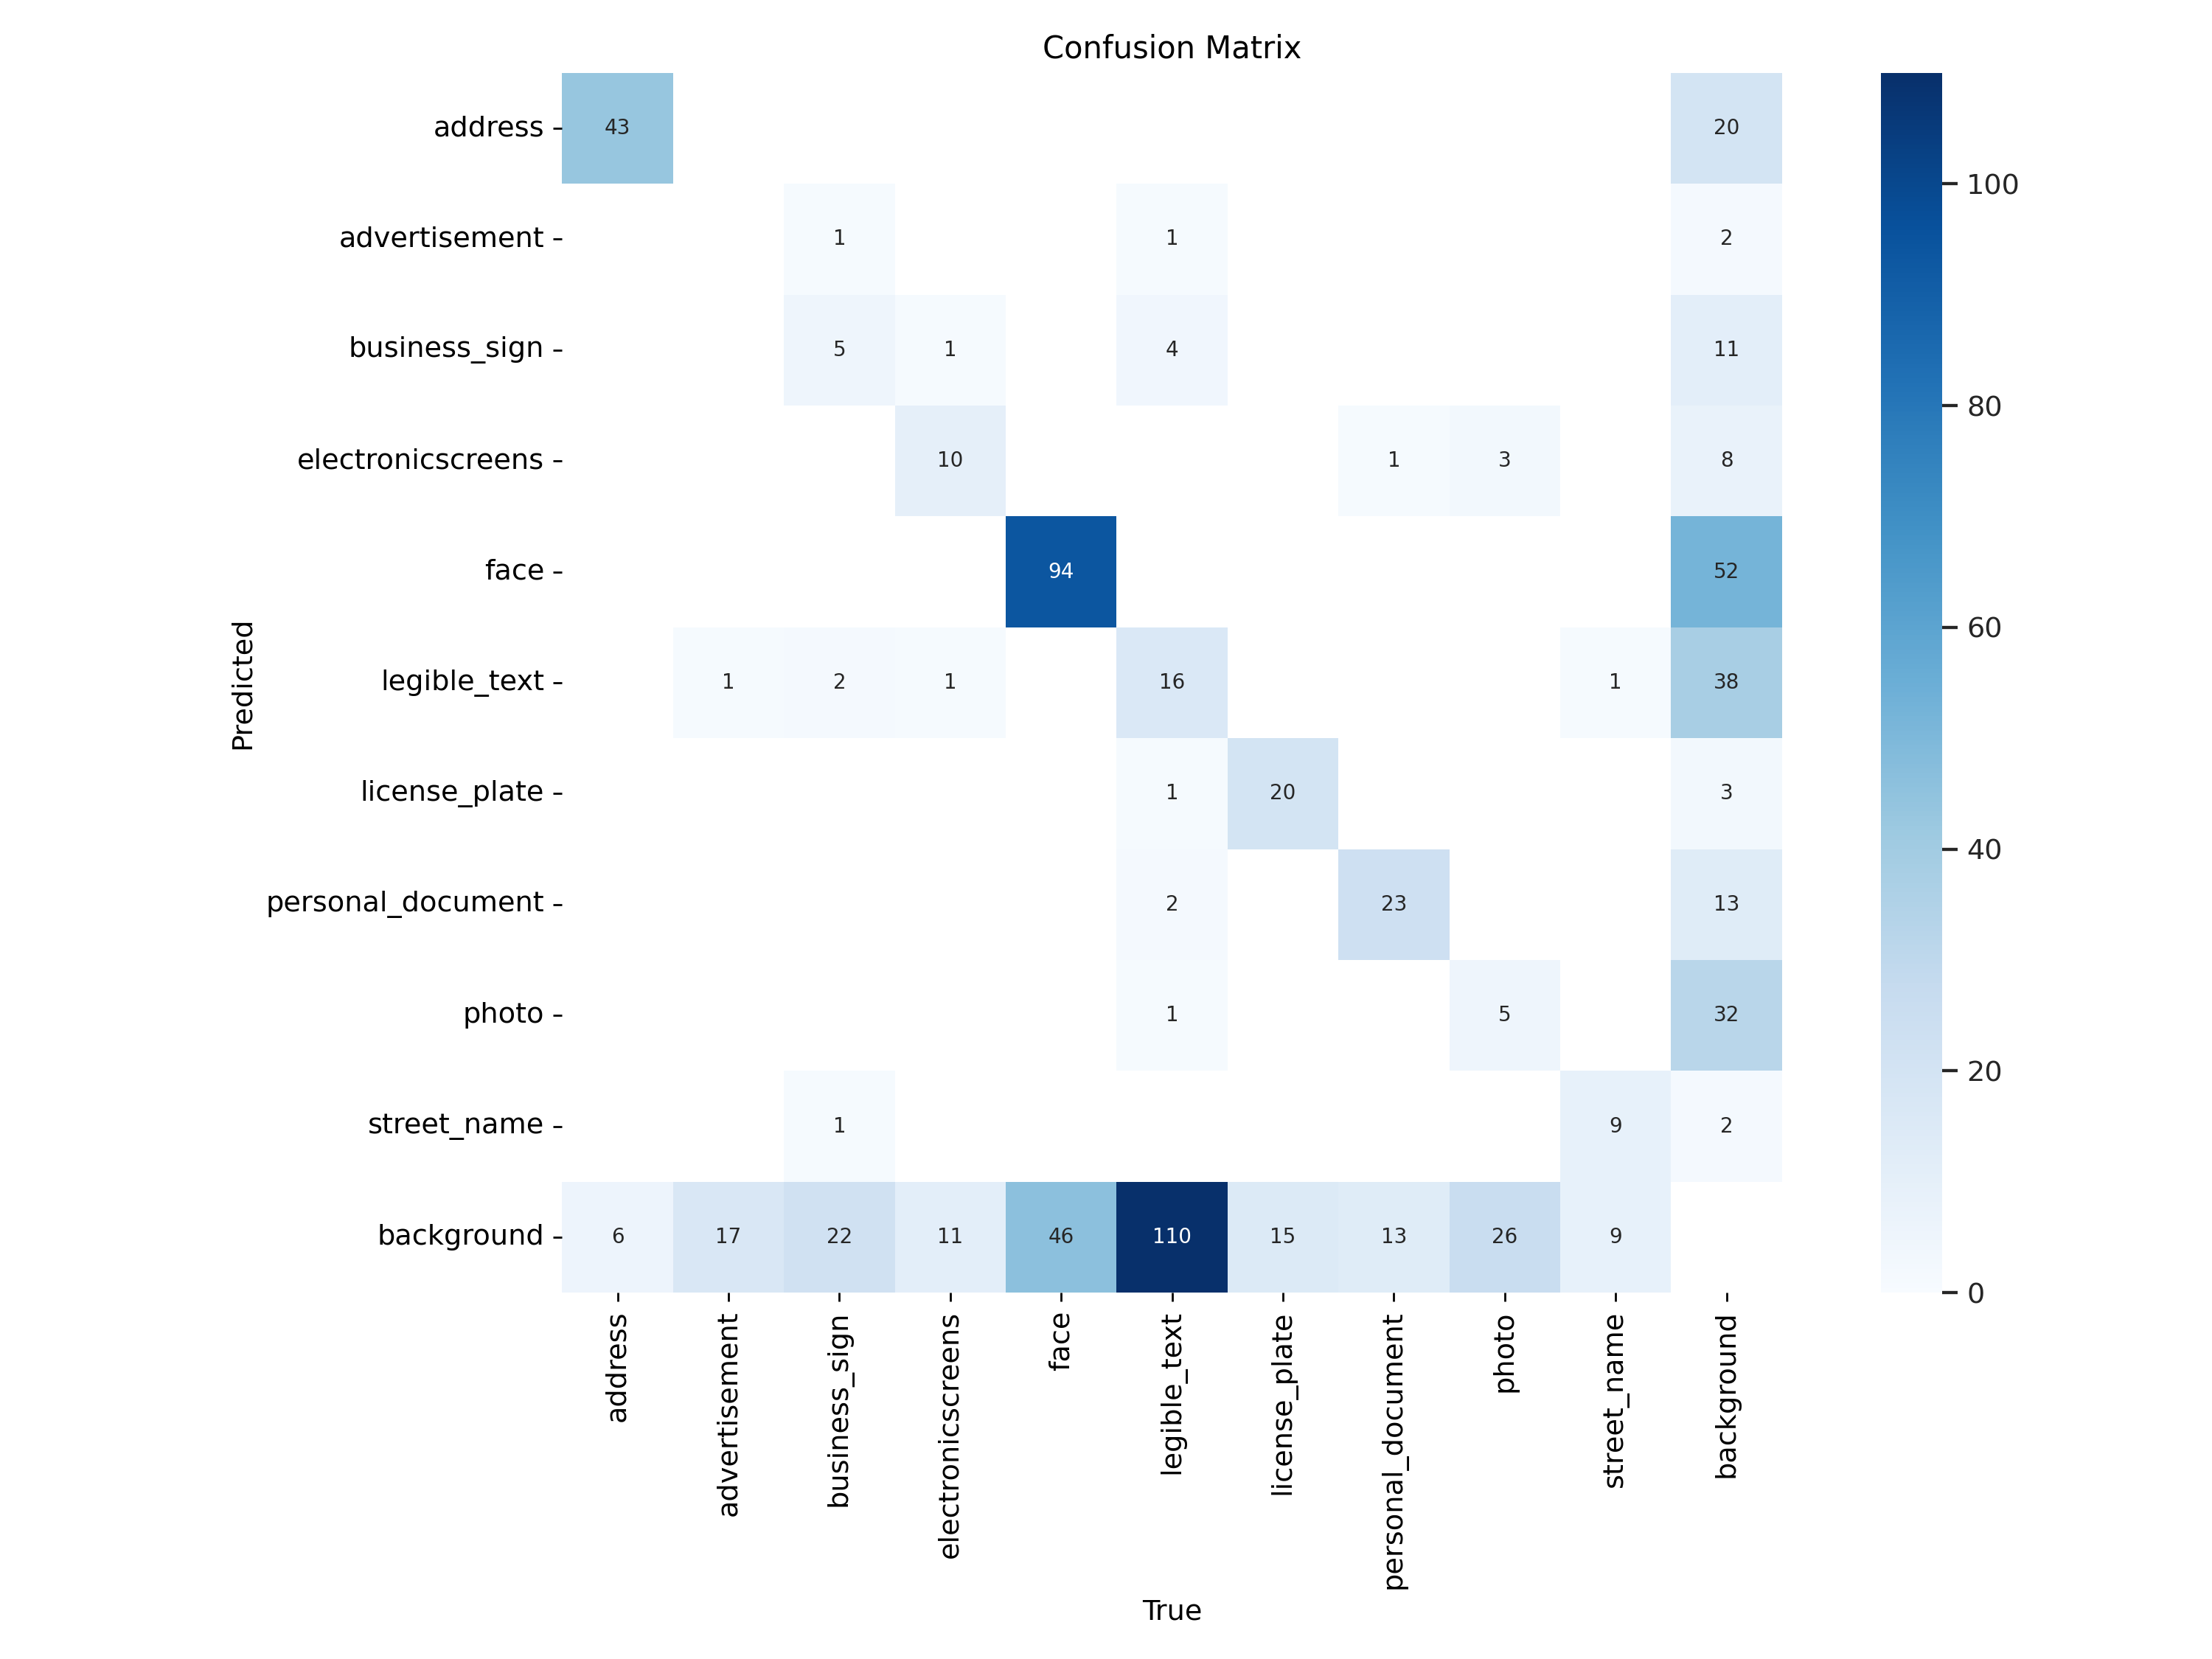 Confusion Matrix
address 43 20
advertisement 1 1 2
business_sign 5 1 4 11
electronicscreens 10 1 3 8
face 94 52
legible_text 1 2 1 16 1 38
license_plate 1 20 3
personal_document 2 23 13
photo 1 5 32
street_name 1 9 2
background 6 17 22 11 46 110 15 13 26 9
Predicted
address
advertisement
business_sign
electronicscreens
face
legible_text
license_plate
personal_document
photo
street_name
background
True
100
80
60
40
20
0